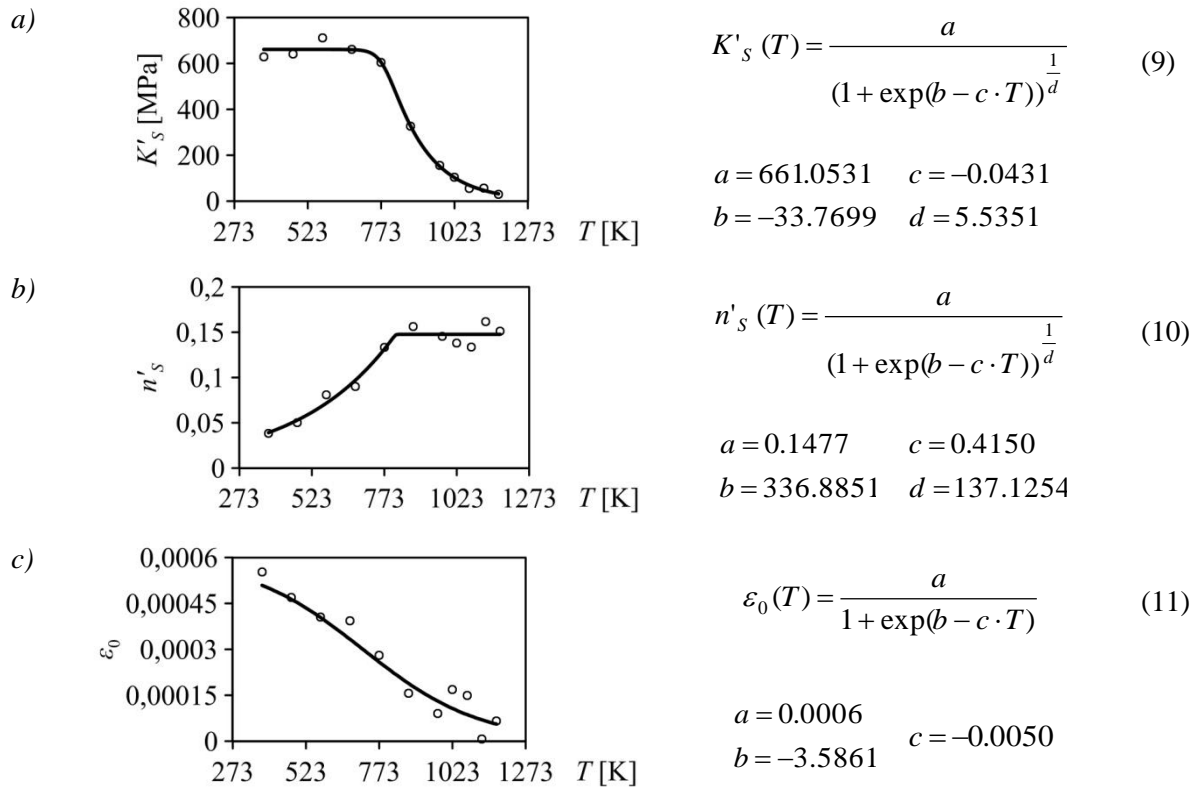 a)
800
600
400
200
0
K'S [MPa]
273 523 773 1023 1273 T [K]
K'S (T) = a / (1 + exp(b − c · T))^(1/d) (9)
a = 661.0531 c = −0.0431
b = −33.7699 d = 5.5351
b)
0,2
0,15
0,1
0,05
0
n'S
273 523 773 1023 1273 T [K]
n'S (T) = a / (1 + exp(b − c · T))^(1/d) (10)
a = 0.1477 c = 0.4150
b = 336.8851 d = 137.1254
c)
0,0006
0,00045
0,0003
0,00015
0
ε0
273 523 773 1023 1273 T [K]
ε0 (T) = a / 1 + exp(b − c · T) (11)
a = 0.0006
b = −3.5861 c = −0.0050